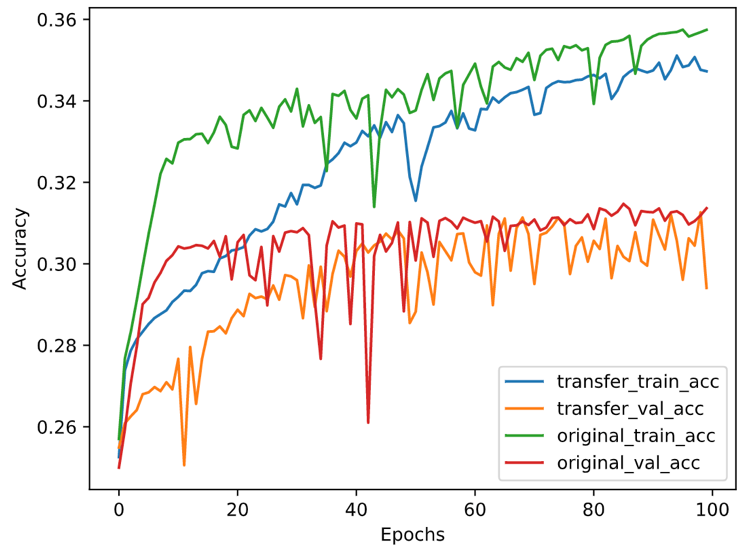 0.36
0.34
0.32
0.30
0.28
0.26
Accuracy
0 20 40 60 80 100
Epochs
transfer_train_acc
transfer_val_acc
original_train_acc
original_val_acc